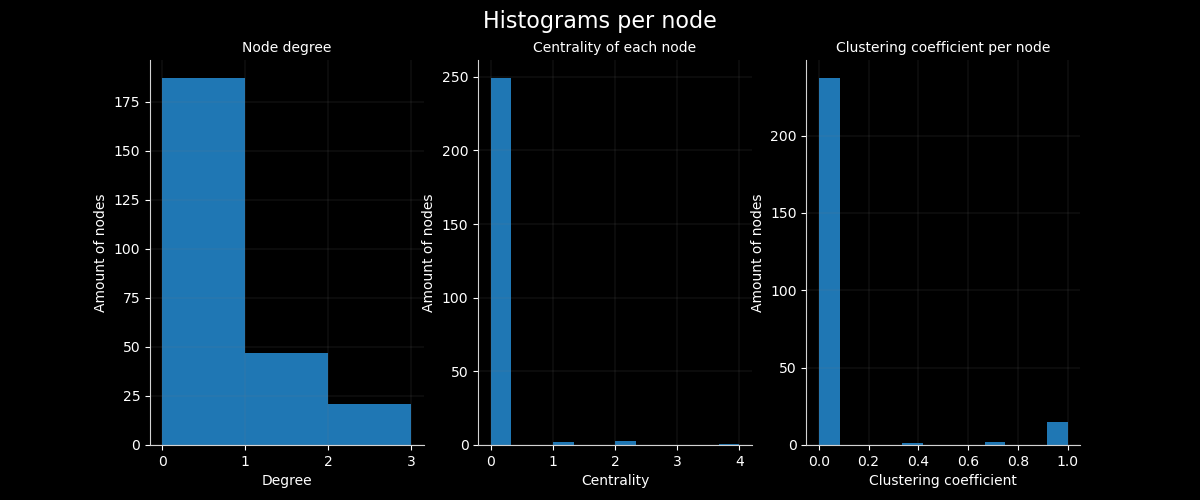 Histograms per node
Node degree
Amount of nodes
175
150
125
100
75
50
25
0
0 1 2 3
Degree
Centrality of each node
Amount of nodes
250
200
150
100
50
0
0 1 2 3 4
Centrality
Clustering coefficient per node
Amount of nodes
200
150
100
50
0
0.0 0.2 0.4 0.6 0.8 1.0
Clustering coefficient